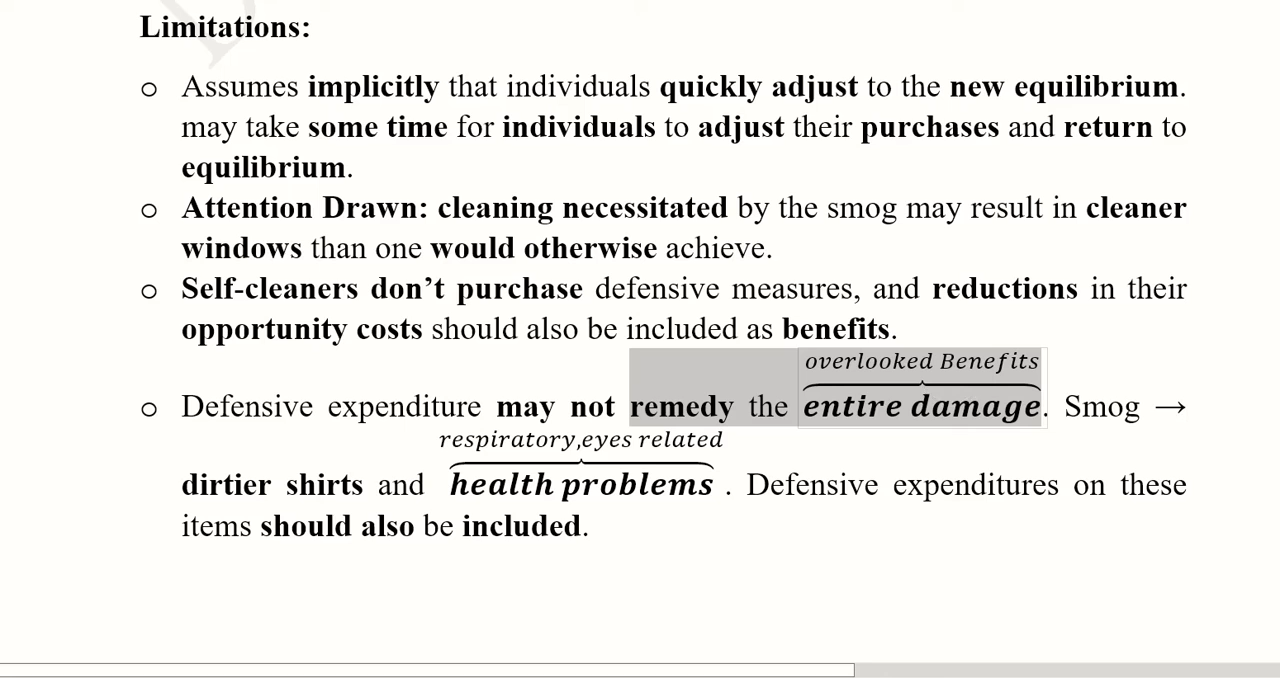 Limitations:
o Assumes implicitly that individuals quickly adjust to the new equilibrium.
may take some time for individuals to adjust their purchases and return to
equilibrium.
o Attention Drawn: cleaning necessitated by the smog may result in cleaner
windows than one would otherwise achieve.
o Self-cleaners don’t purchase defensive measures, and reductions in their
opportunity costs should also be included as benefits.
overlooked Benefits
o Defensive expenditure may not remedy the entire damage. Smog →
respiratory,eyes related
dirtier shirts and health problems . Defensive expenditures on these
items should also be included.